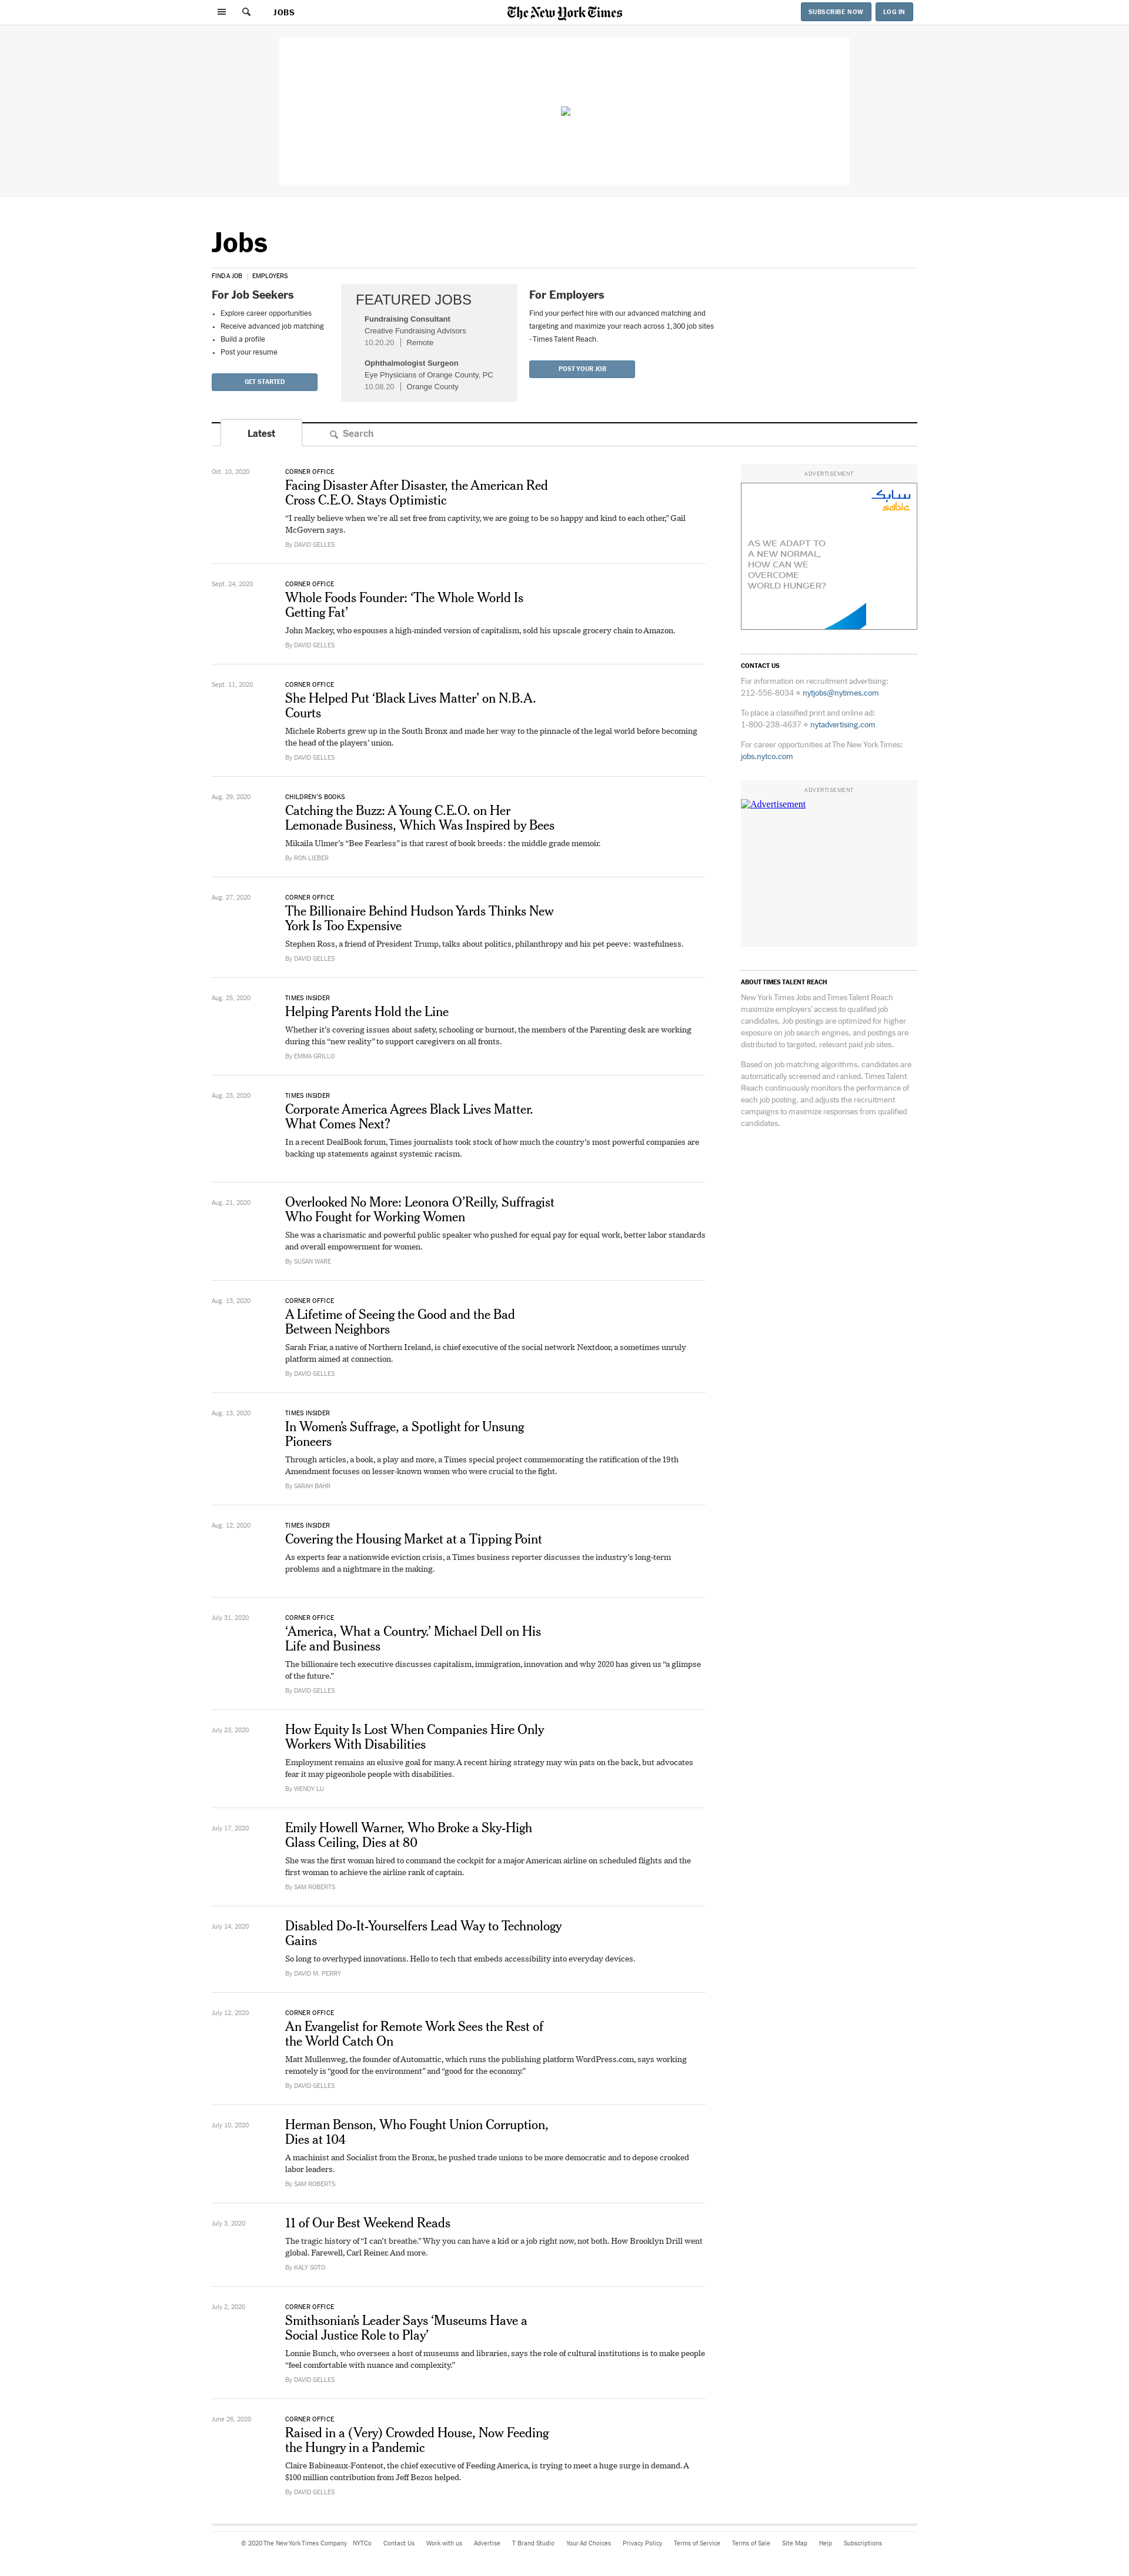 JOBS
The New York Times
SUBSCRIBE NOW
LOG IN
Jobs
FIND A JOB
EMPLOYERS
For Job Seekers
Explore career opportunities
Receive advanced job matching
Build a profile
Post your resume
GET STARTED
FEATURED JOBS
Fundraising Consultant
Creative Fundraising Advisors
10.20.20 | Remote
Ophthalmologist Surgeon
Eye Physicians of Orange County, PC
10.08.20 | Orange County
For Employers
Find your perfect hire with our advanced matching and
targeting and maximize your reach across 1,300 job sites
- Times Talent Reach.
POST YOUR JOB
Latest
Search
Oct. 10, 2020
CORNER OFFICE
Facing Disaster After Disaster, the American Red
Cross C.E.O. Stays Optimistic
“I really believe when we’re all set free from captivity, we are going to be so happy and kind to each other,” Gail
McGovern says.
By DAVID GELLES
Sept. 24, 2020
CORNER OFFICE
Whole Foods Founder: ‘The Whole World Is
Getting Fat’
John Mackey, who espouses a high-minded version of capitalism, sold his upscale grocery chain to Amazon.
By DAVID GELLES
Sept. 11, 2020
CORNER OFFICE
She Helped Put ‘Black Lives Matter’ on N.B.A.
Courts
Michele Roberts grew up in the South Bronx and made her way to the pinnacle of the legal world before becoming
the head of the players’ union.
By DAVID GELLES
Aug. 29, 2020
CHILDREN'S BOOKS
Catching the Buzz: A Young C.E.O. on Her
Lemonade Business, Which Was Inspired by Bees
Mikaila Ulmer’s “Bee Fearless” is that rarest of book breeds: the middle grade memoir.
By RON LIEBER
Aug. 27, 2020
CORNER OFFICE
The Billionaire Behind Hudson Yards Thinks New
York Is Too Expensive
Stephen Ross, a friend of President Trump, talks about politics, philanthropy and his pet peeve: wastefulness.
By DAVID GELLES
Aug. 25, 2020
TIMES INSIDER
Helping Parents Hold the Line
Whether it’s covering issues about safety, schooling or burnout, the members of the Parenting desk are working
during this “new reality” to support caregivers on all fronts.
By EMMA GRILLO
Aug. 23, 2020
TIMES INSIDER
Corporate America Agrees Black Lives Matter.
What Comes Next?
In a recent DealBook forum, Times journalists took stock of how much the country’s most powerful companies are
backing up statements against systemic racism.
Aug. 21, 2020
Overlooked No More: Leonora O’Reilly, Suffragist
Who Fought for Working Women
She was a charismatic and powerful public speaker who pushed for equal pay for equal work, better labor standards
and overall empowerment for women.
By SUSAN WARE
Aug. 13, 2020
CORNER OFFICE
A Lifetime of Seeing the Good and the Bad
Between Neighbors
Sarah Friar, a native of Northern Ireland, is chief executive of the social network Nextdoor, a sometimes unruly
platform aimed at connection.
By DAVID GELLES
Aug. 13, 2020
TIMES INSIDER
In Women’s Suffrage, a Spotlight for Unsung
Pioneers
Through articles, a book, a play and more, a Times special project commemorating the ratification of the 19th
Amendment focuses on lesser-known women who were crucial to the fight.
By SARAH BAHR
Aug. 12, 2020
TIMES INSIDER
Covering the Housing Market at a Tipping Point
As experts fear a nationwide eviction crisis, a Times business reporter discusses the industry’s long-term
problems and a nightmare in the making.
July 31, 2020
CORNER OFFICE
‘America, What a Country.’ Michael Dell on His
Life and Business
The billionaire tech executive discusses capitalism, immigration, innovation and why 2020 has given us “a glimpse
of the future.”
By DAVID GELLES
July 23, 2020
How Equity Is Lost When Companies Hire Only
Workers With Disabilities
Employment remains an elusive goal for many. A recent hiring strategy may win pats on the back, but advocates
fear it may pigeonhole people with disabilities.
By WENDY LU
July 17, 2020
Emily Howell Warner, Who Broke a Sky-High
Glass Ceiling, Dies at 80
She was the first woman hired to command the cockpit for a major American airline on scheduled flights and the
first woman to achieve the airline rank of captain.
By SAM ROBERTS
July 14, 2020
Disabled Do-It-Yourselfers Lead Way to Technology
Gains
So long to overhyped innovations. Hello to tech that embeds accessibility into everyday devices.
By DAVID M. PERRY
July 12, 2020
CORNER OFFICE
An Evangelist for Remote Work Sees the Rest of
the World Catch On
Matt Mullenweg, the founder of Automattic, which runs the publishing platform WordPress.com, says working
remotely is “good for the environment” and “good for the economy.”
By DAVID GELLES
July 10, 2020
Herman Benson, Who Fought Union Corruption,
Dies at 104
A machinist and Socialist from the Bronx, he pushed trade unions to be more democratic and to depose crooked
labor leaders.
By SAM ROBERTS
July 3, 2020
11 of Our Best Weekend Reads
The tragic history of “I can’t breathe.” Why you can have a kid or a job right now, not both. How Brooklyn Drill went
global. Farewell, Carl Reiner. And more.
By KALY SOTO
July 2, 2020
CORNER OFFICE
Smithsonian’s Leader Says ‘Museums Have a
Social Justice Role to Play’
Lonnie Bunch, who oversees a host of museums and libraries, says the role of cultural institutions is to make people
“feel comfortable with nuance and complexity.”
By DAVID GELLES
June 26, 2020
CORNER OFFICE
Raised in a (Very) Crowded House, Now Feeding
the Hungry in a Pandemic
Claire Babineaux-Fontenot, the chief executive of Feeding America, is trying to meet a huge surge in demand. A
$100 million contribution from Jeff Bezos helped.
By DAVID GELLES
ADVERTISEMENT
سابك
sabic
AS WE ADAPT TO
A NEW NORMAL,
HOW CAN WE
OVERCOME
WORLD HUNGER?
CONTACT US
For information on recruitment advertising:
212-556-8034 ⋄ nytjobs@nytimes.com
To place a classified print and online ad:
1-800-238-4637 ⋄ nytadvertising.com
For career opportunities at The New York Times:
jobs.nytco.com
ADVERTISEMENT
Advertisement
ABOUT TIMES TALENT REACH
New York Times Jobs and Times Talent Reach
maximize employers' access to qualified job
candidates. Job postings are optimized for higher
exposure on job search engines, and postings are
distributed to targeted, relevant paid job sites.
Based on job matching algorithms, candidates are
automatically screened and ranked. Times Talent
Reach continuously monitors the performance of
each job posting, and adjusts the recruitment
campaigns to maximize responses from qualified
candidates.
© 2020 The New York Times Company NYTCo Contact Us Work with us Advertise T Brand Studio Your Ad Choices Privacy Policy Terms of Service Terms of Sale Site Map Help Subscriptions